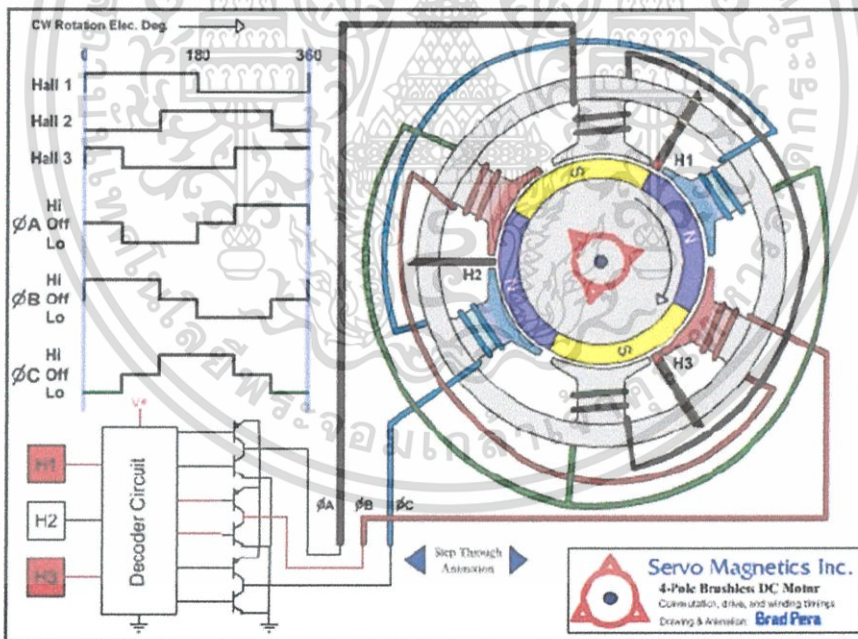 CW Rotation Elec. Deg.
0 180 360
Hall 1
Hall 2
Hall 3
Hi
ØA Off
Lo
Hi
ØB Off
Lo
Hi
ØC Off
Lo
V+
H1
H2
H3
Decoder Circuit
ØA ØB ØC
H1
H2
H3
S
N
S
N
Step Through
Animation
Servo Magnetics Inc.
4-Pole Brushless DC Motor
Commutation, drive, and winding timings
Drawing & Animation: Brad Pera